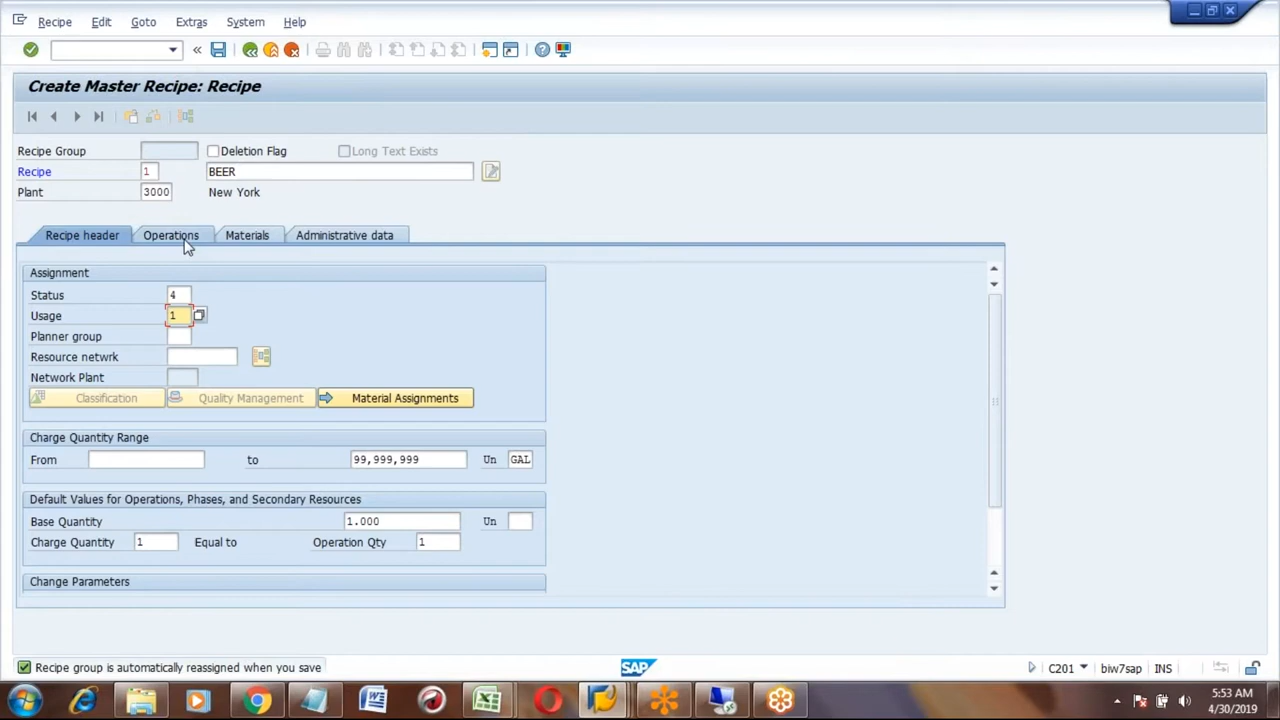 Recipe Edit Goto Extras System Help
Create Master Recipe: Recipe
Recipe Group Deletion Flag Long Text Exists
Recipe 1 BEER
Plant 3000 New York
Recipe header Operations Materials Administrative data
Assignment
Status 4
Usage 1
Planner group
Resource netwrk
Network Plant
Classification Quality Management Material Assignments
Charge Quantity Range
From to 99,999,999 Un GAL
Default Values for Operations, Phases, and Secondary Resources
Base Quantity 1.000 Un
Charge Quantity 1 Equal to Operation Qty 1
Change Parameters
Recipe group is automatically reassigned when you save SAP C201 biw7sap INS
5:53 AM
4/30/2019